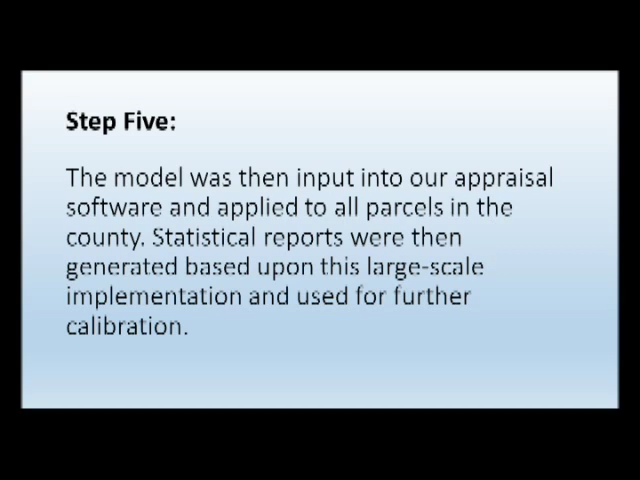 Step Five:
The model was then input into our appraisal
software and applied to all parcels in the
county. Statistical reports were then
generated based upon this large-scale
implementation and used for further
calibration.